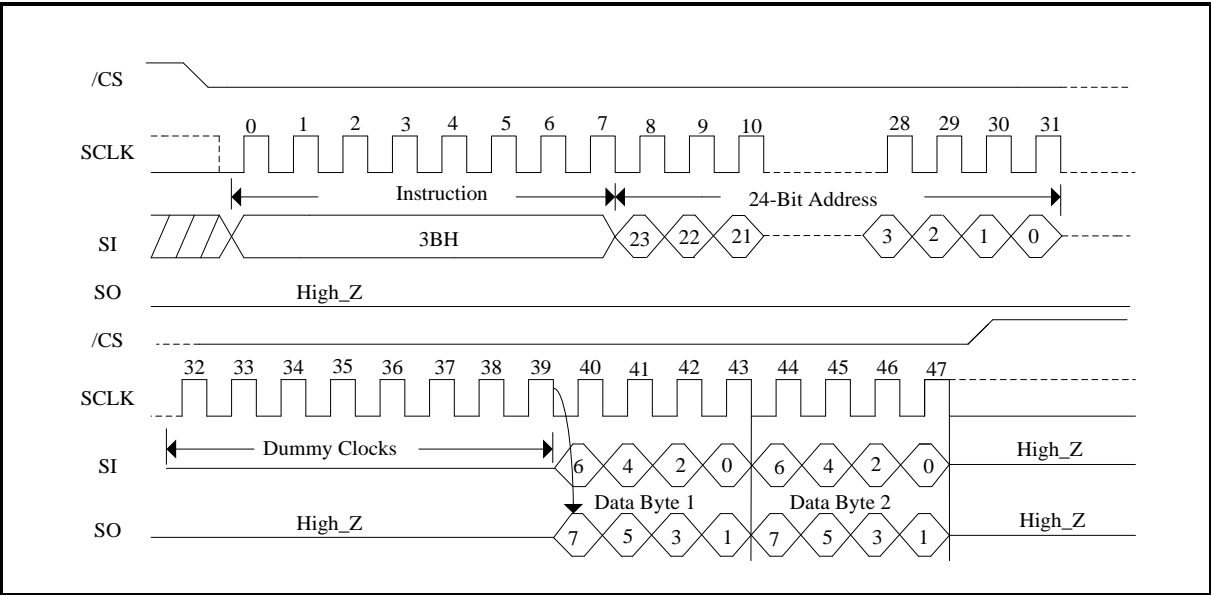 /CS
0 1 2 3 4 5 6 7 8 9 10 28 29 30 31
SCLK
Instruction 24-Bit Address
SI 3BH 23 22 21 3 2 1 0
SO High_Z
/CS
32 33 34 35 36 37 38 39 40 41 42 43 44 45 46 47
SCLK
Dummy Clocks High_Z
SI 6 4 2 0 6 4 2 0
Data Byte 1 Data Byte 2
SO High_Z 7 5 3 1 7 5 3 1 High_Z